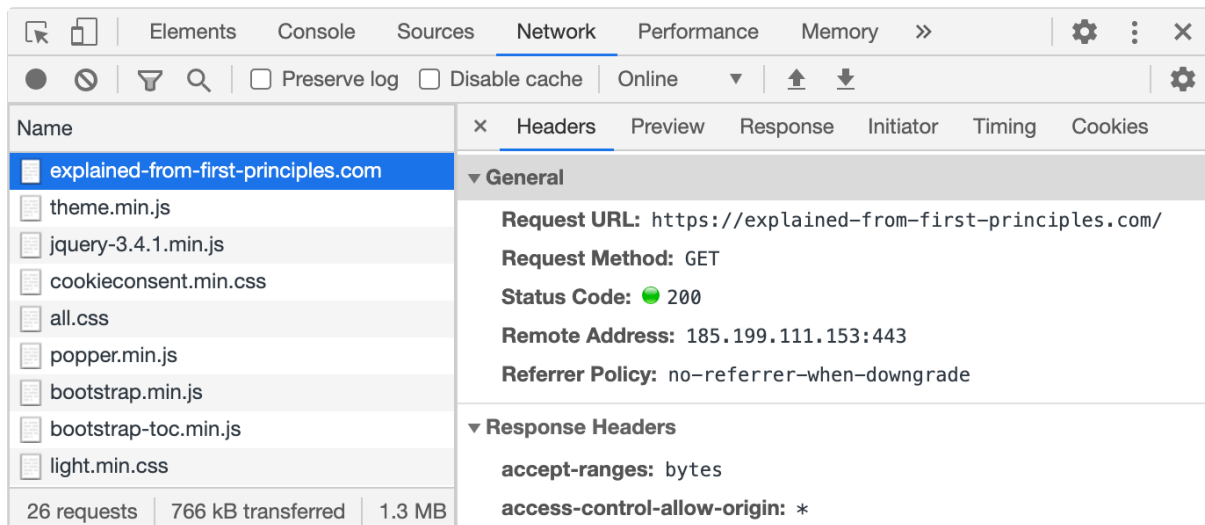 Elements Console Sources Network Performance Memory »
Preserve log Disable cache Online
Name
Headers Preview Response Initiator Timing Cookies
explained-from-first-principles.com
theme.min.js
jquery-3.4.1.min.js
cookieconsent.min.css
all.css
popper.min.js
bootstrap.min.js
bootstrap-toc.min.js
light.min.css
26 requests 766 kB transferred 1.3 MB
General
Request URL: https://explained-from-first-principles.com/
Request Method: GET
Status Code: 200
Remote Address: 185.199.111.153:443
Referrer Policy: no-referrer-when-downgrade
Response Headers
accept-ranges: bytes
access-control-allow-origin: *